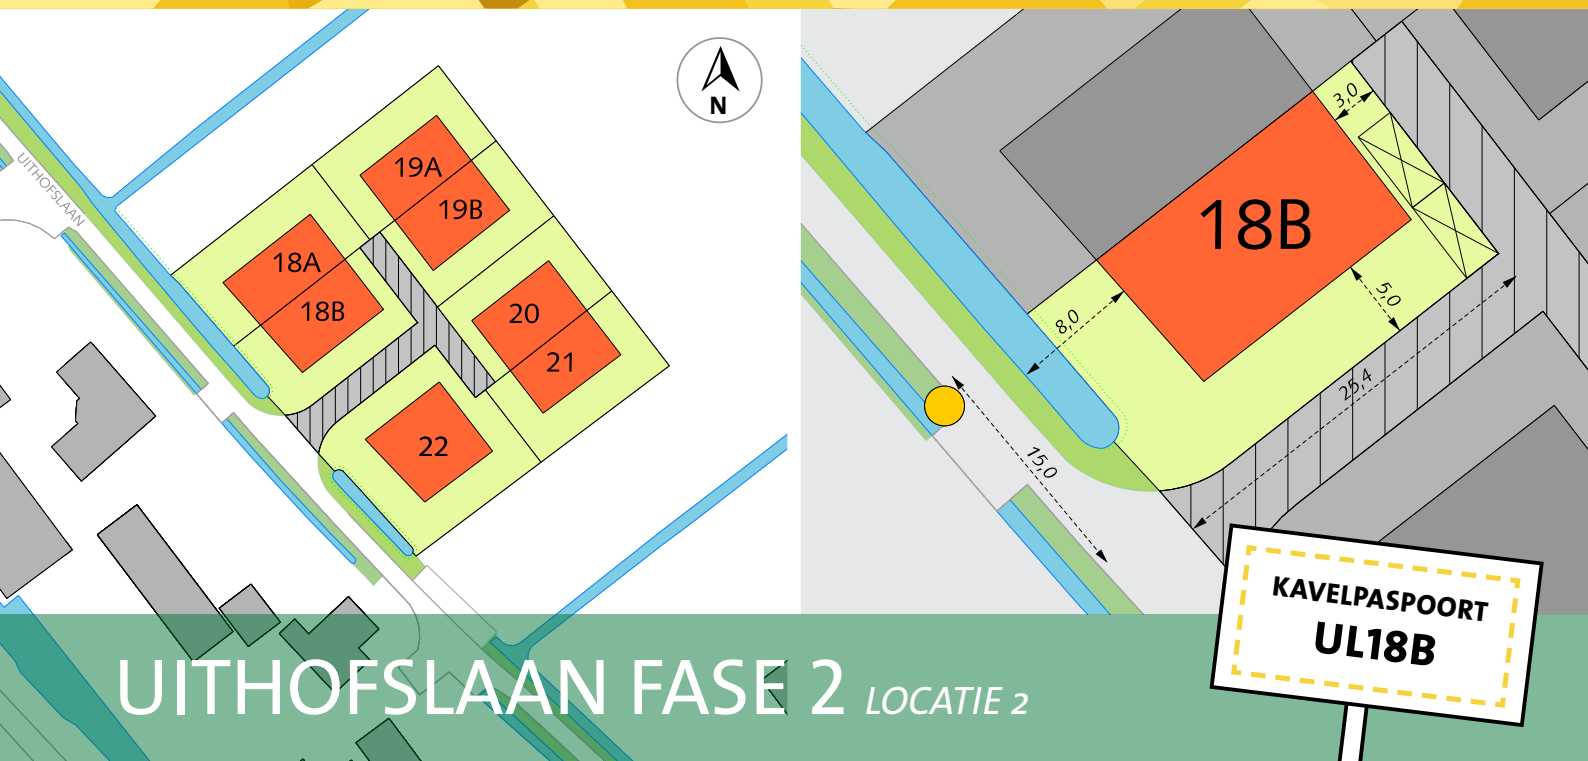 UITHOFSLAAN
N
19A
19B
18A
18B
20
21
22
18B
3,0
5,0
8,0
25,4
15,0
KAVELPASPOORT
UL18B
UITHOFSLAAN FASE 2 LOCATIE 2